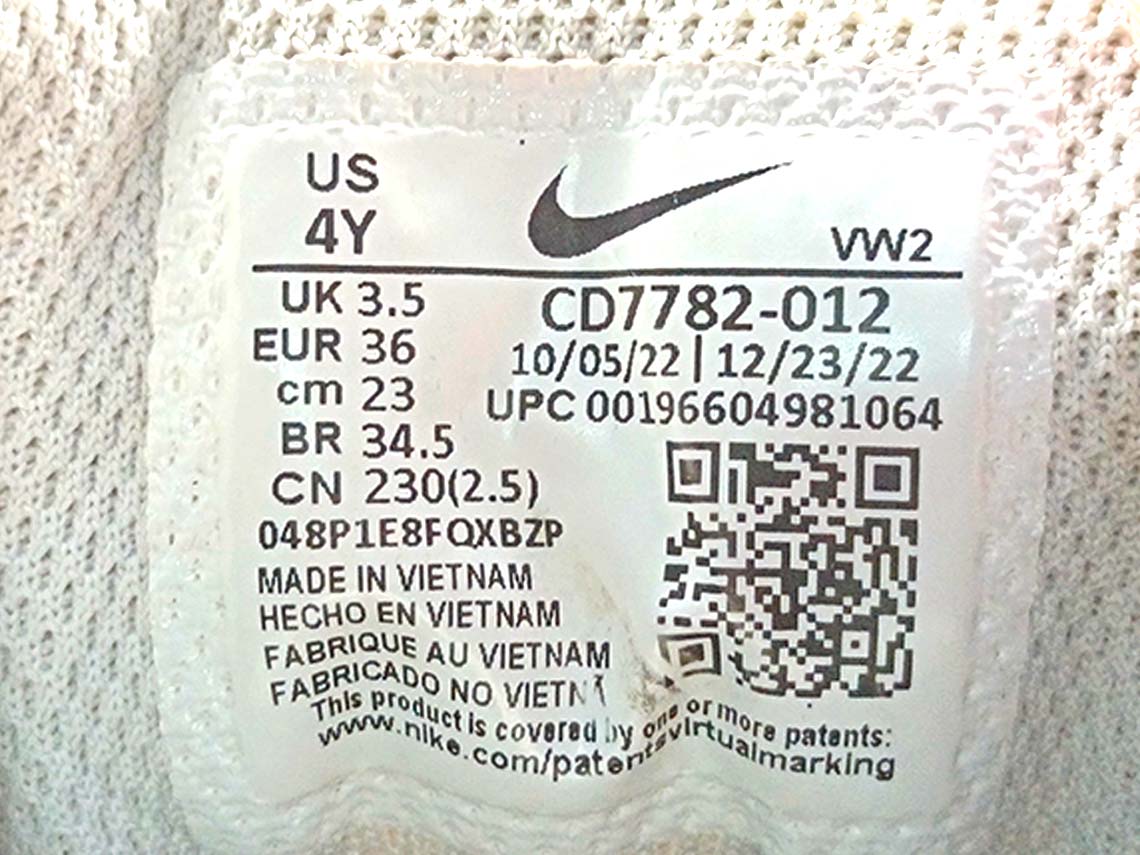 US
4Y
VW2
UK 3.5
EUR 36
cm 23
BR 34.5
CN 230(2.5)
CD7782-012
10/05/22 | 12/23/22
UPC 00196604981064
048P1E8FQXBZP
MADE IN VIETNAM
HECHO EN VIETNAM
FABRIQUE AU VIETNAM
FABRICADO NO
This product is covered by one or more patents:
www.nike.com/patentsvirtualmarking